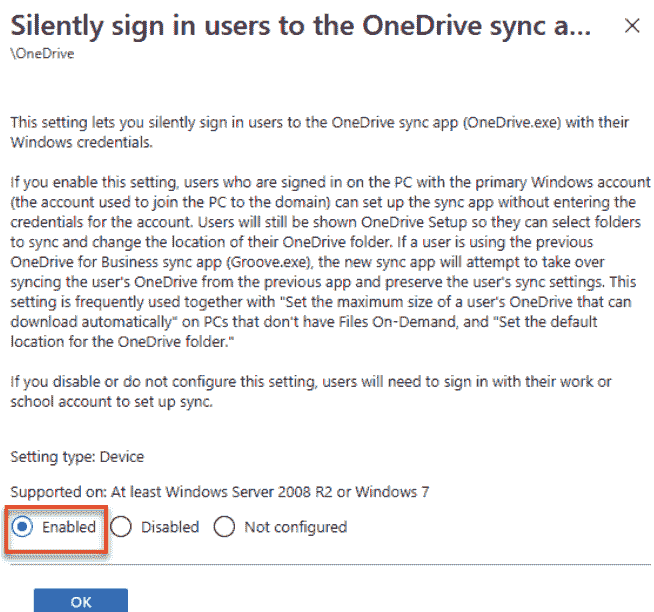 Silently sign in users to the OneDrive sync a...
\OneDrive
This setting lets you silently sign in users to the OneDrive sync app (OneDrive.exe) with their
Windows credentials.
If you enable this setting, users who are signed in on the PC with the primary Windows account
(the account used to join the PC to the domain) can set up the sync app without entering the
credentials for the account. Users will still be shown OneDrive Setup so they can select folders
to sync and change the location of their OneDrive folder. If a user is using the previous
OneDrive for Business sync app (Groove.exe), the new sync app will attempt to take over
syncing the user's OneDrive from the previous app and preserve the user's sync settings. This
setting is frequently used together with "Set the maximum size of a user's OneDrive that can
download automatically" on PCs that don't have Files On-Demand, and "Set the default
location for the OneDrive folder."
If you disable or do not configure this setting, users will need to sign in with their work or
school account to set up sync.
Setting type: Device
Supported on: At least Windows Server 2008 R2 or Windows 7
Enabled Disabled Not configured
OK